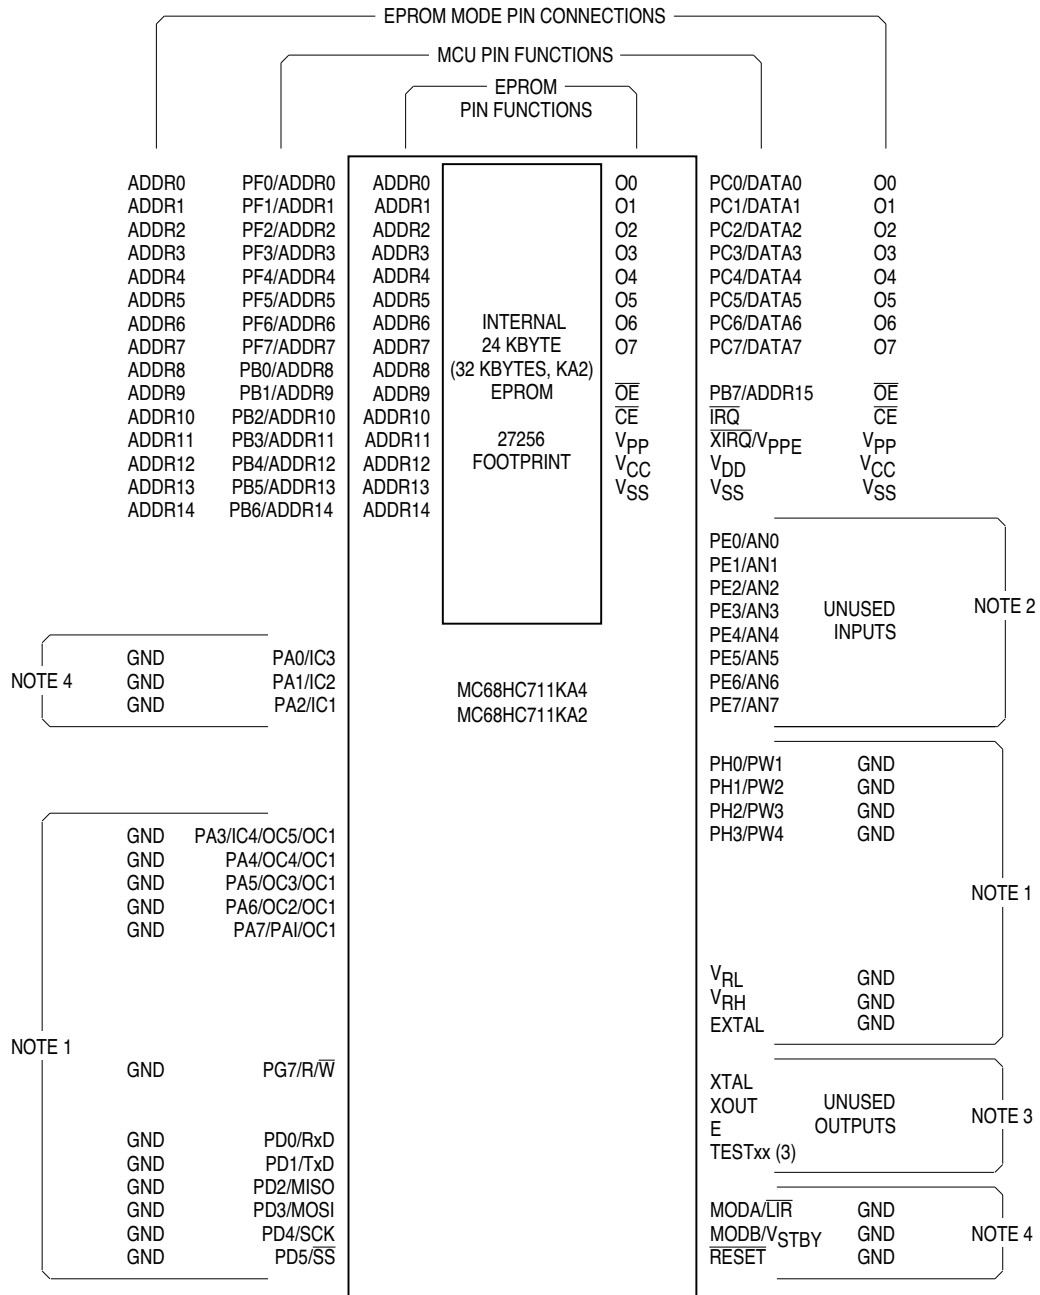 EPROM MODE PIN CONNECTIONS
MCU PIN FUNCTIONS
EPROM
PIN FUNCTIONS
ADDR0 PF0/ADDR0 ADDR0 O0 PC0/DATA0 O0
ADDR1 PF1/ADDR1 ADDR1 O1 PC1/DATA1 O1
ADDR2 PF2/ADDR2 ADDR2 O2 PC2/DATA2 O2
ADDR3 PF3/ADDR3 ADDR3 O3 PC3/DATA3 O3
ADDR4 PF4/ADDR4 ADDR4 O4 PC4/DATA4 O4
ADDR5 PF5/ADDR5 ADDR5 O5 PC5/DATA5 O5
ADDR6 PF6/ADDR6 ADDR6 INTERNAL O6 PC6/DATA6 O6
ADDR7 PF7/ADDR7 ADDR7 24 KBYTE O7 PC7/DATA7 O7
ADDR8 PB0/ADDR8 ADDR8 (32 KBYTES, KA2)
ADDR9 PB1/ADDR9 ADDR9 EPROM O̅E̅ PB7/ADDR15 O̅E̅
ADDR10 PB2/ADDR10 ADDR10 C̅E̅ I̅R̅Q̅ C̅E̅
ADDR11 PB3/ADDR11 ADDR11 27256 VPP X̅I̅R̅Q̅/VPPE VPP
ADDR12 PB4/ADDR12 ADDR12 FOOTPRINT VCC VDD VCC
ADDR13 PB5/ADDR13 ADDR13 VSS VSS VSS
ADDR14 PB6/ADDR14 ADDR14
PE0/AN0
PE1/AN1
PE2/AN2
PE3/AN3 UNUSED NOTE 2
PE4/AN4 INPUTS
GND PA0/IC3 PE5/AN5
NOTE 4 GND PA1/IC2 PE6/AN6
GND PA2/IC1 PE7/AN7
MC68HC711KA4
MC68HC711KA2
PH0/PW1 GND
PH1/PW2 GND
PH2/PW3 GND
GND PA3/IC4/OC5/OC1 PH3/PW4 GND
GND PA4/OC4/OC1
GND PA5/OC3/OC1
NOTE 1
GND PA6/OC2/OC1
GND PA7/PAI/OC1
VRL GND
VRH GND
EXTAL GND
NOTE 1
GND PG7/R/W̅
XTAL
XOUT UNUSED NOTE 3
E OUTPUTS
TESTxx (3)
GND PD0/RxD
GND PD1/TxD
GND PD2/MISO
GND PD3/MOSI MODA/L̅I̅R̅ GND
GND PD4/SCK MODB/VSTBY GND NOTE 4
GND PD5/S̅S̅ R̅E̅S̅E̅T̅ GND